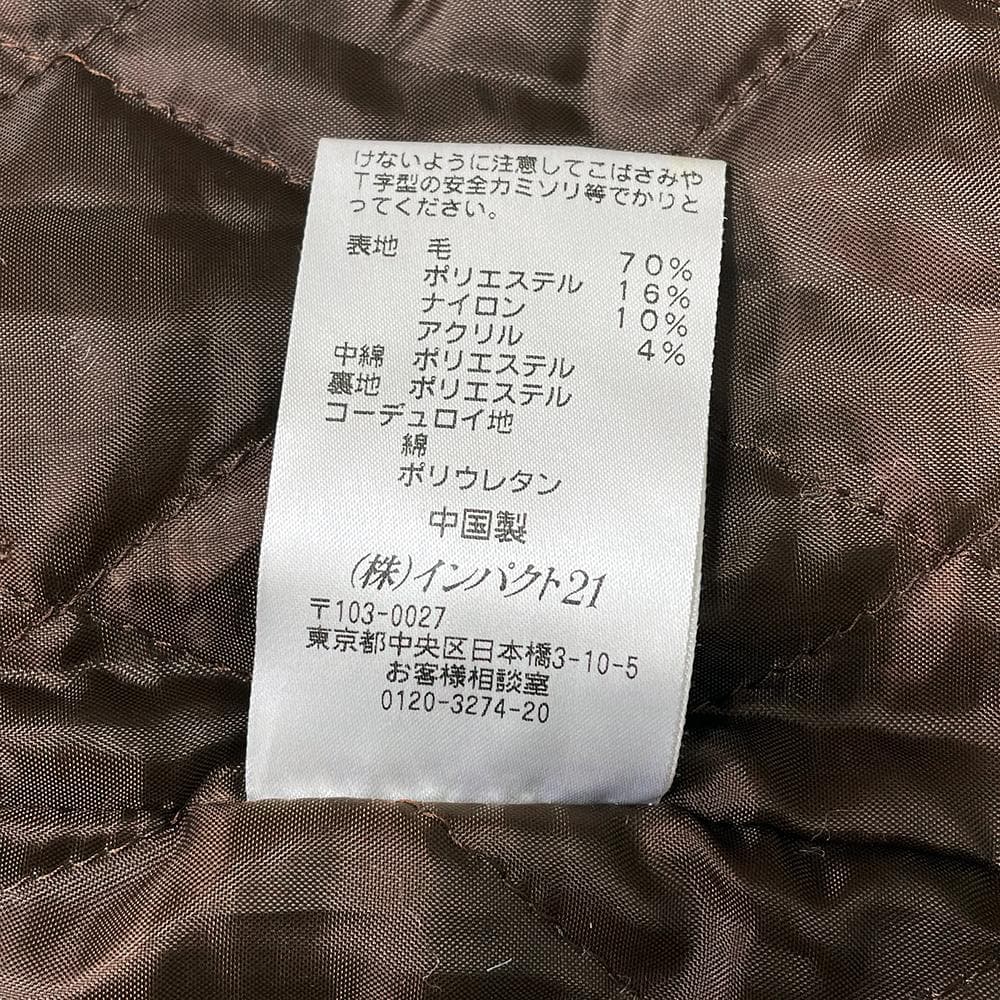 けないように注意してこばさみや
T字型の安全カミソリ等でかりと
ってください。
表地 毛 70%
ポリエステル 16%
ナイロン 10%
アクリル 4%
中綿 ポリエステル
裏地 ポリエステル
コーデュロイ地
綿
ポリウレタン
中国製
(株)インパクト21
〒103-0027
東京都中央区日本橋3-10-5
お客様相談室
0120-3274-20